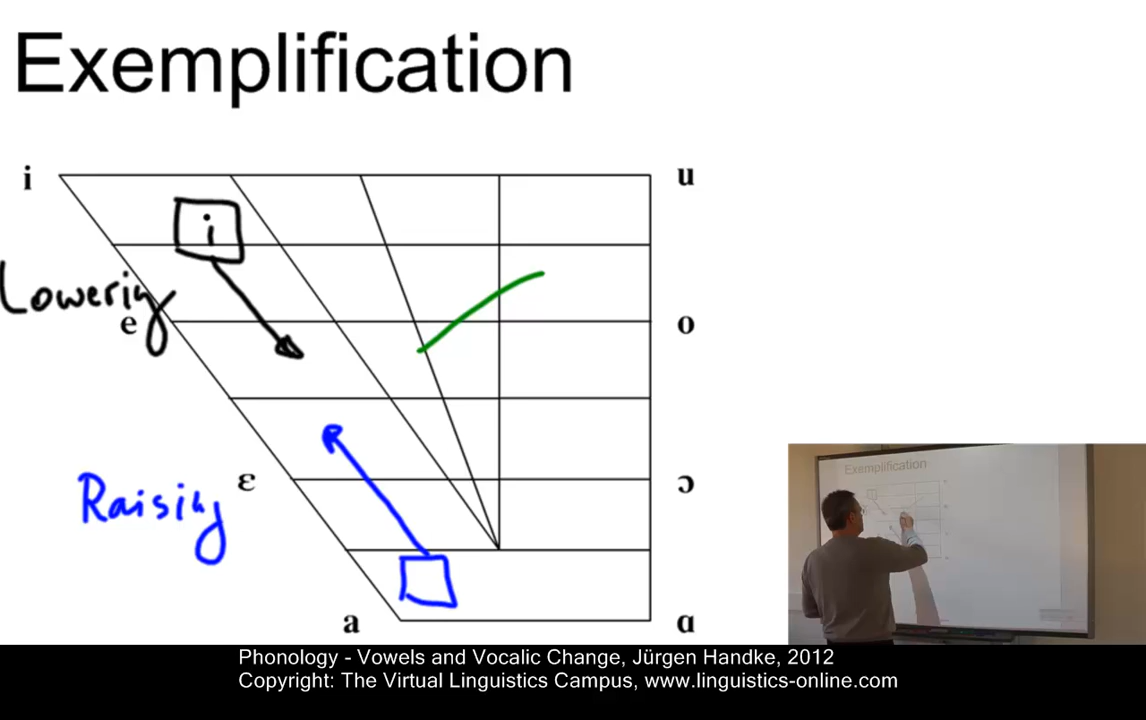 Exemplification
i
u
i
Lowering
e
o
Raising
ɛ
ɔ
a
ɑ
Exemplification
Phonology - Vowels and Vocalic Change, Jürgen Handke, 2012
Copyright: The Virtual Linguistics Campus, www.linguistics-online.com